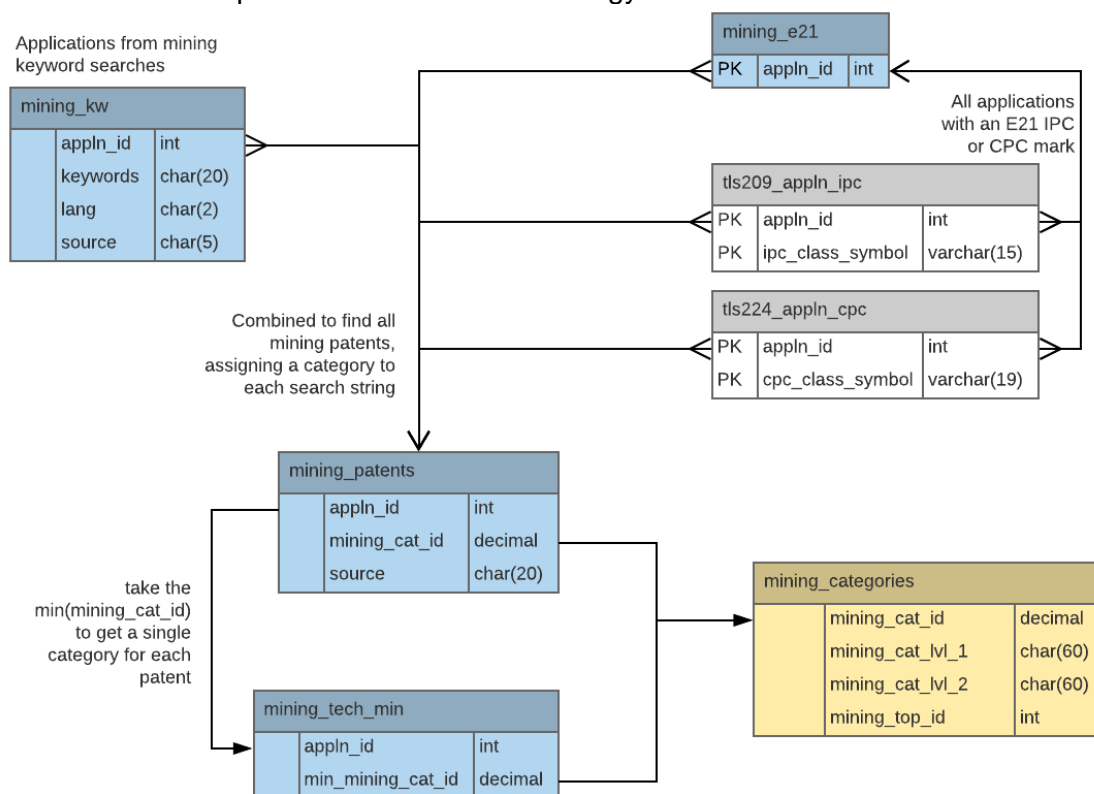 Applications from mining
keyword searches
mining_kw
appln_id int
keywords char(20)
lang char(2)
source char(5)
mining_e21
PK appln_id int
All applications
with an E21 IPC
or CPC mark
tls209_appln_ipc
PK appln_id int
PK ipc_class_symbol varchar(15)
tls224_appln_cpc
PK appln_id int
PK cpc_class_symbol varchar(19)
Combined to find all
mining patents,
assigning a category to
each search string
mining_patents
appln_id int
mining_cat_id decimal
source char(20)
take the
min(mining_cat_id)
to get a single
category for each
patent
mining_categories
mining_cat_id decimal
mining_cat_lvl_1 char(60)
mining_cat_lvl_2 char(60)
mining_top_id int
mining_tech_min
appln_id int
min_mining_cat_id decimal